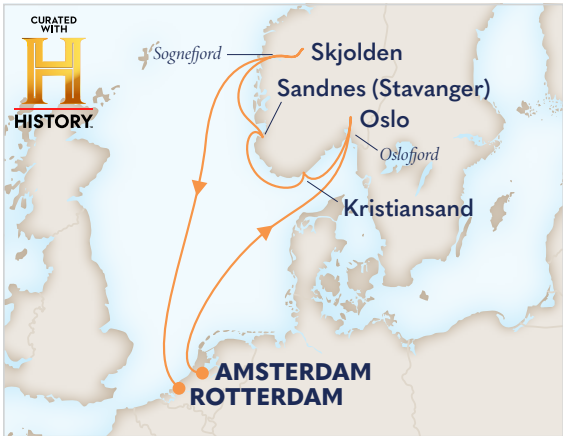 CURATED
WITH
H
HISTORY
Sognefjord
Skjolden
Sandnes (Stavanger)
Oslo
Oslofjord
Kristiansand
AMSTERDAM
ROTTERDAM